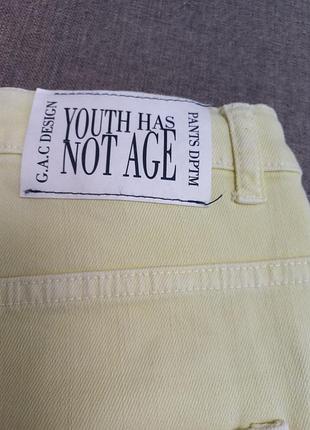 G.A.C DESIGN
YOUTH HAS
NOT AGE
PANTS DPTM